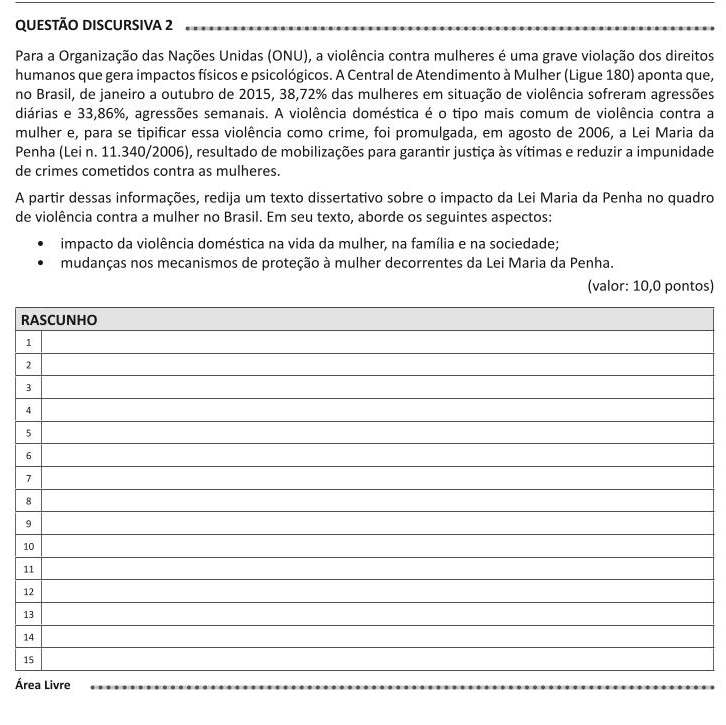 QUESTÃO DISCURSIVA 2
Para a Organização das Nações Unidas (ONU), a violência contra mulheres é uma grave violação dos direitos
humanos que gera impactos físicos e psicológicos. A Central de Atendimento à Mulher (Ligue 180) aponta que,
no Brasil, de janeiro a outubro de 2015, 38,72% das mulheres em situação de violência sofreram agressões
diárias e 33,86%, agressões semanais. A violência doméstica é o tipo mais comum de violência contra a
mulher e, para se tipificar essa violência como crime, foi promulgada, em agosto de 2006, a Lei Maria da
Penha (Lei n. 11.340/2006), resultado de mobilizações para garantir justiça às vítimas e reduzir a impunidade
de crimes cometidos contra as mulheres.
A partir dessas informações, redija um texto dissertativo sobre o impacto da Lei Maria da Penha no quadro
de violência contra a mulher no Brasil. Em seu texto, aborde os seguintes aspectos:
• impacto da violência doméstica na vida da mulher, na família e na sociedade;
• mudanças nos mecanismos de proteção à mulher decorrentes da Lei Maria da Penha.
(valor: 10,0 pontos)
RASCUNHO
1
2
3
4
5
6
7
8
9
10
11
12
13
14
15
Área Livre